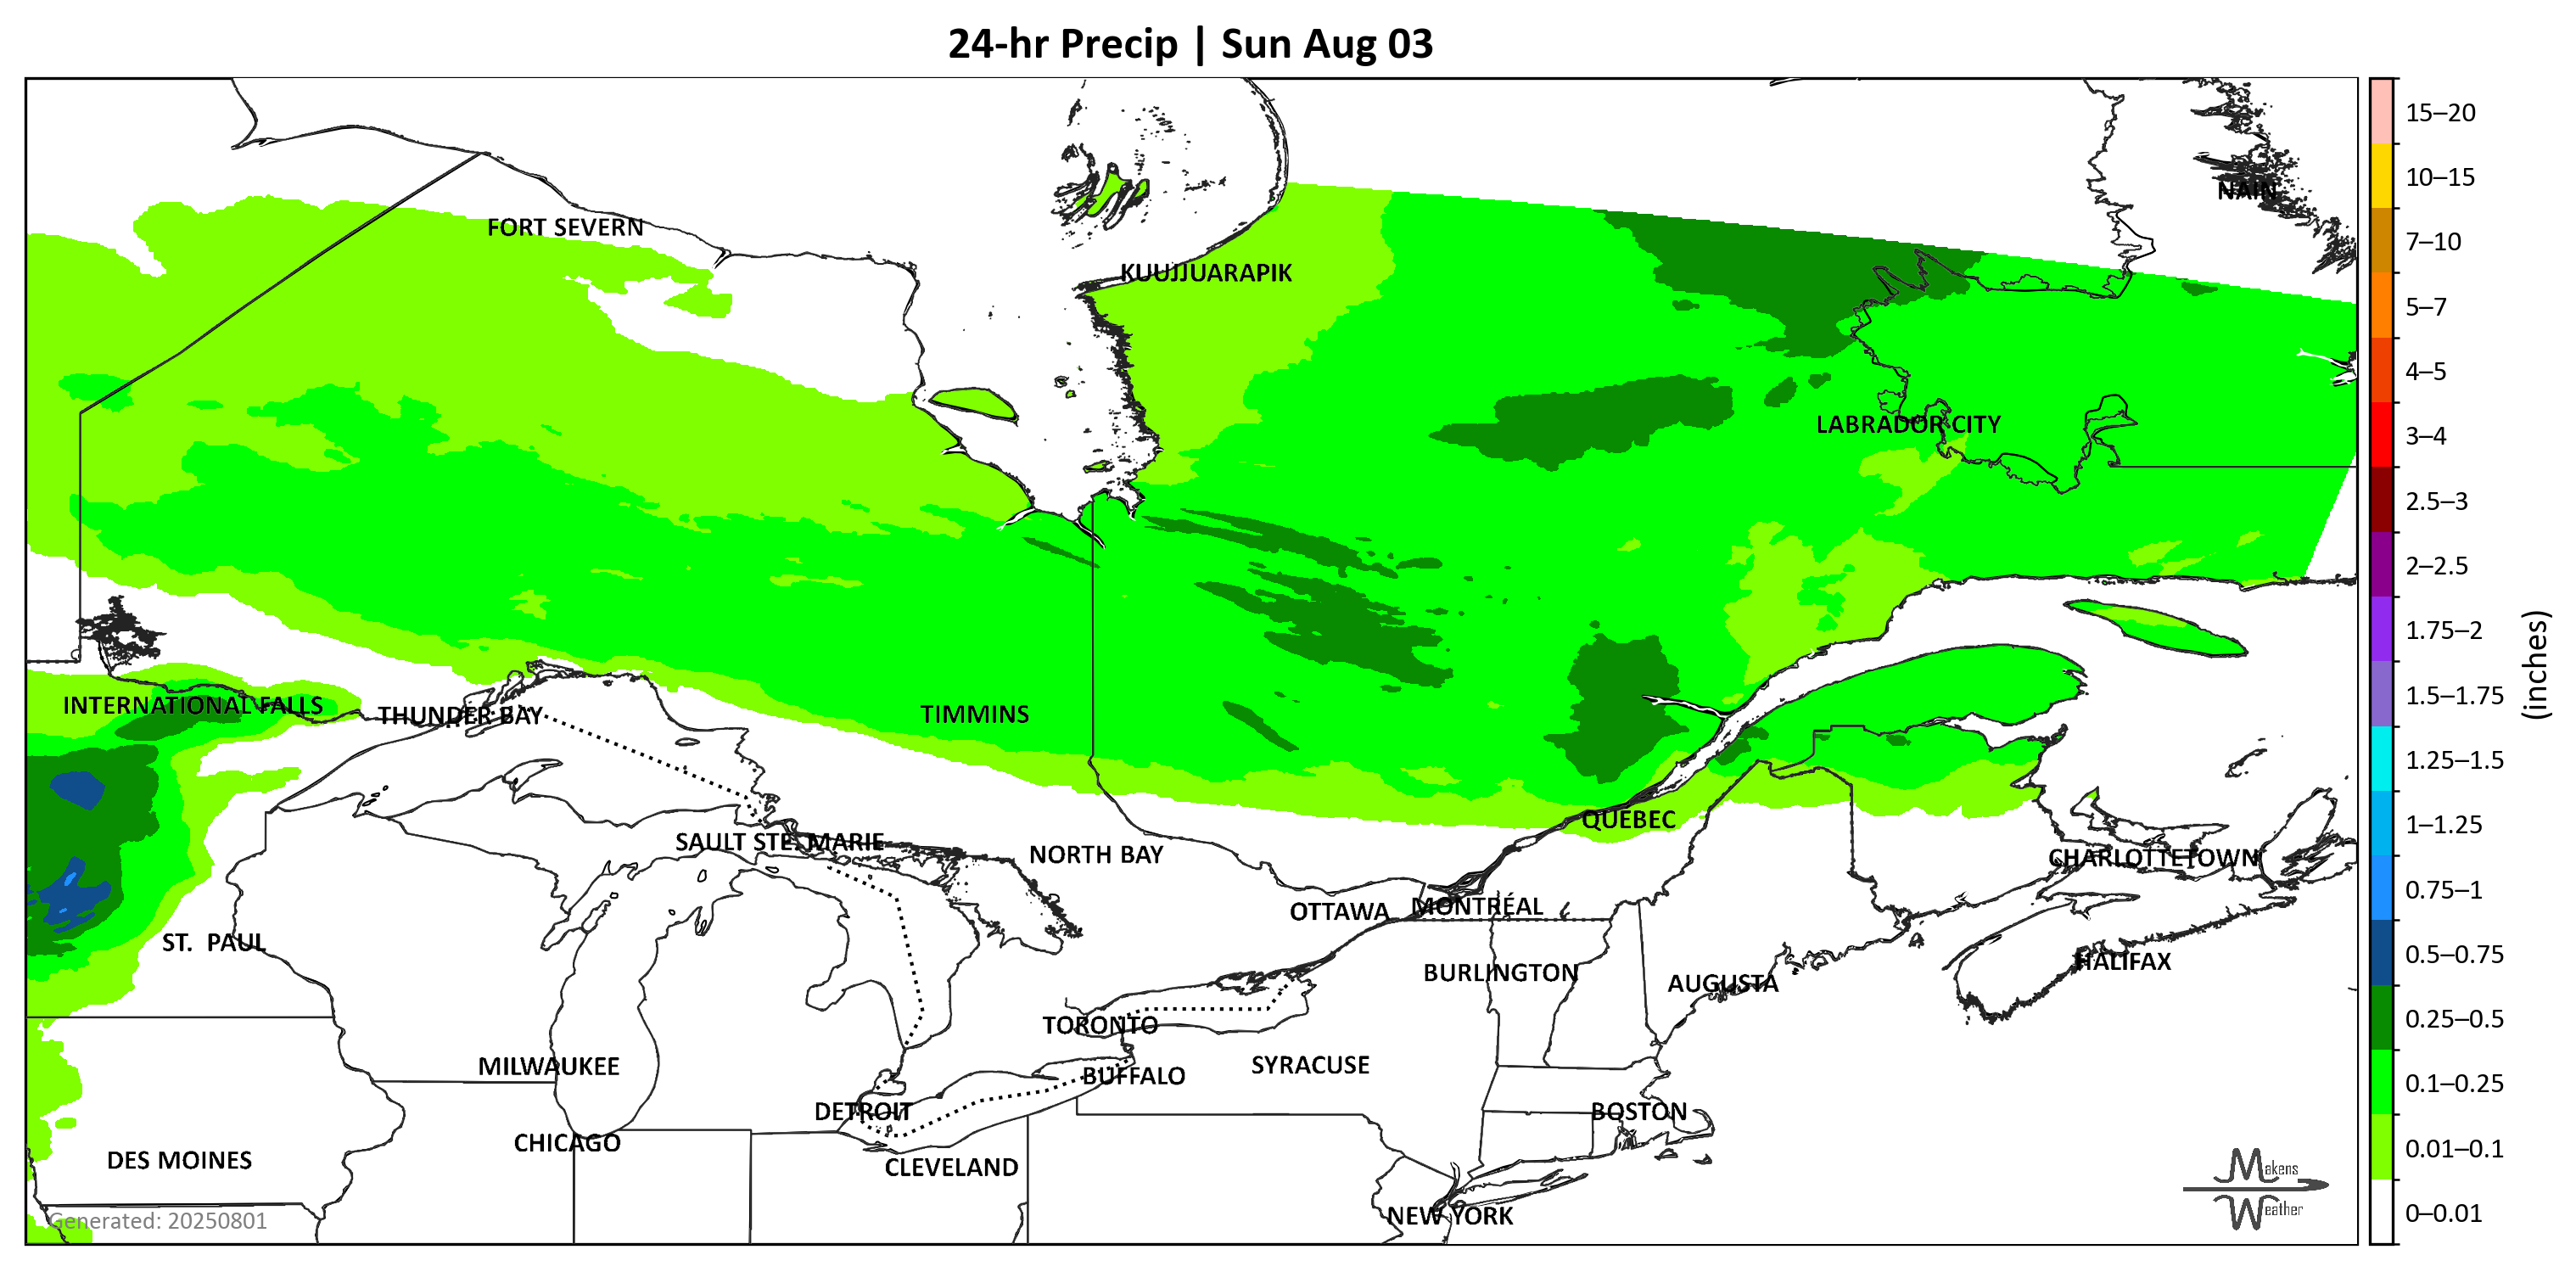 24-hr Precip | Sun Aug 03
NAIN
FORT SEVERN
KUUJJUARAPIK
LABRADOR CITY
INTERNATIONAL FALLS
THUNDER BAY
TIMMINS
QUÉBEC
SAULT STE. MARIE
NORTH BAY
CHARLOTTETOWN
OTTAWA
MONTRÉAL
ST. PAUL
HALIFAX
BURLINGTON
AUGUSTA
TORONTO
MILWAUKEE
SYRACUSE
BUFFALO
DETROIT
BOSTON
CHICAGO
DES MOINES
CLEVELAND
NEW YORK
Generated: 20250801
Makens
Weather
15–20
10–15
7–10
5–7
4–5
3–4
2.5–3
2–2.5
1.75–2
1.5–1.75
1.25–1.5
1–1.25
0.75–1
0.5–0.75
0.25–0.5
0.1–0.25
0.01–0.1
0–0.01
(inches)